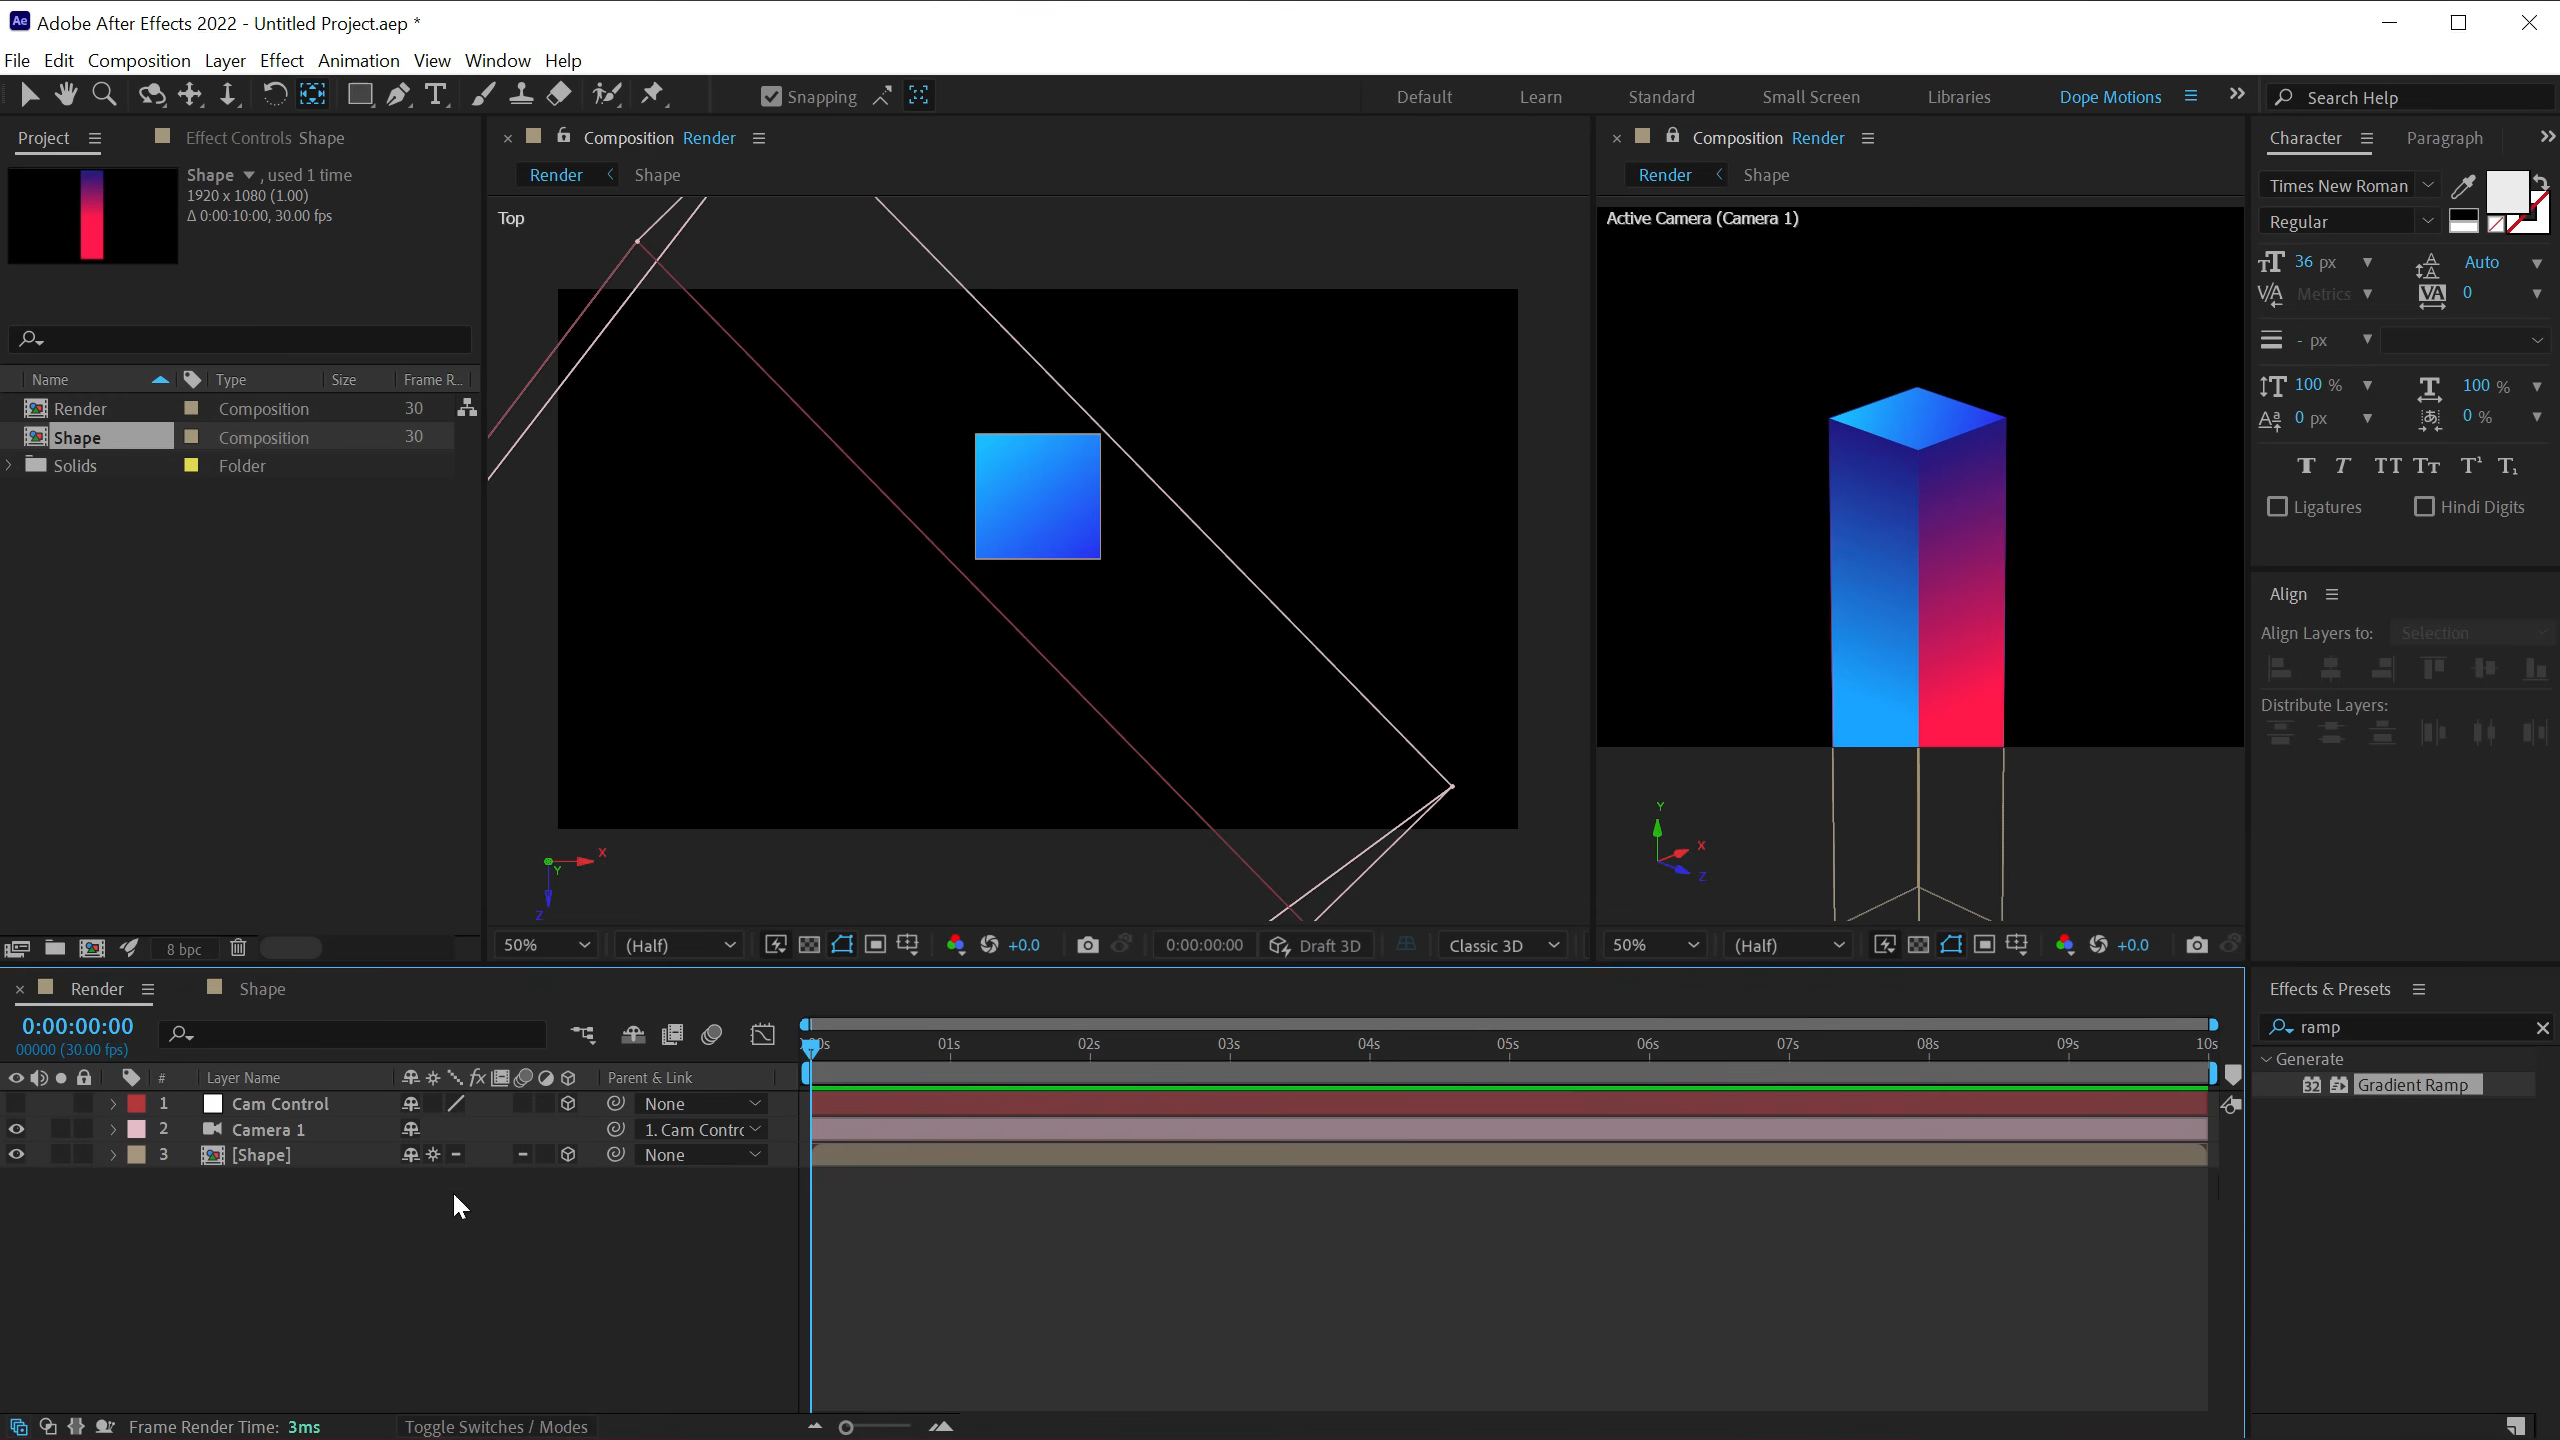 Ae Adobe After Effects 2022 - Untitled Project.aep *
File Edit Composition Layer Effect Animation View Window Help
T Snapping Default Learn Standard Small Screen Libraries Dope Motions Search Help
Project Effect Controls Shape
Shape , used 1 time
1920 x 1080 (1.00)
Δ 0:00:10:00, 30.00 fps
Name Type Size Frame R...
Render Composition 30
Shape Composition 30
Solids Folder
8 bpc
Composition Render
Render Shape
Top
X
Y
Z
50% (Half) +0.0 0:00:00:00 Draft 3D Classic 3D
Composition Render
Render Shape
Active Camera (Camera 1)
Y
X
Z
50% (Half) +0.0
Character Paragraph
Times New Roman
Regular
36 px Auto
Metrics 0
- px
100 % 100 %
0 px 0 %
Ligatures Hindi Digits
Align
Align Layers to: Selection
Distribute Layers:
Render Shape
0:00:00:00
00000 (30.00 fps)
0s 01s 02s 03s 04s 05s 06s 07s 08s 09s 10s
# Layer Name fx Parent & Link
1 Cam Control None
2 Camera 1 1. Cam Contrc
3 [Shape] None
Frame Render Time: 3ms Toggle Switches / Modes
Effects & Presets
ramp
Generate
32 Gradient Ramp